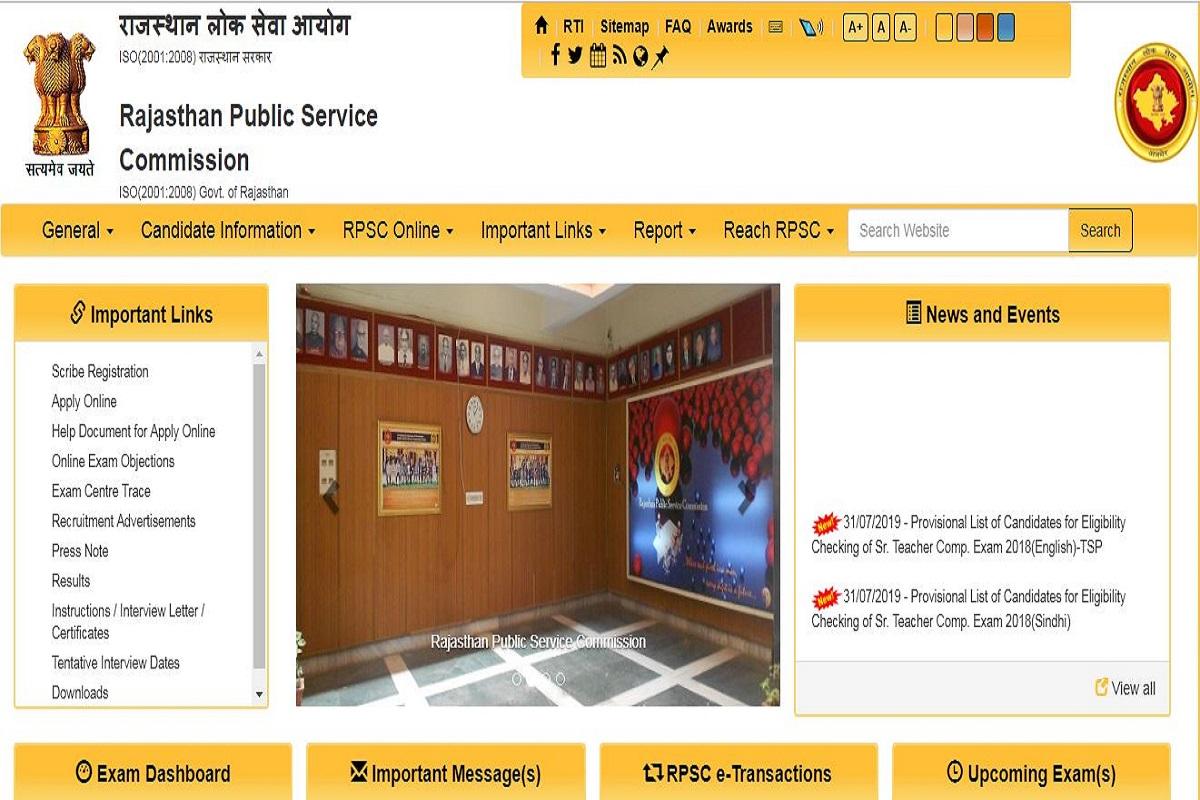 राजस्थान लोक सेवा आयोग
ISO(2001:2008) राजस्थान सरकार
Rajasthan Public Service
Commission
ISO(2001:2008) Govt. of Rajasthan
सत्यमेव जयते
RTI Sitemap FAQ Awards A+ A A-
General Candidate Information RPSC Online Important Links Report Reach RPSC Search Website Search
Important Links
Scribe Registration
Apply Online
Help Document for Apply Online
Online Exam Objections
Exam Centre Trace
Recruitment Advertisements
Press Note
Results
Instructions / Interview Letter /
Certificates
Tentative Interview Dates
Downloads
Rajasthan Public Service Commission
Rajasthan Public Service Commission
News and Events
New! 31/07/2019 - Provisional List of Candidates for Eligibility
Checking of Sr. Teacher Comp. Exam 2018(English)-TSP
New! 31/07/2019 - Provisional List of Candidates for Eligibility
Checking of Sr. Teacher Comp. Exam 2018(Sindhi)
View all
Exam Dashboard
Important Message(s)
RPSC e-Transactions
Upcoming Exam(s)